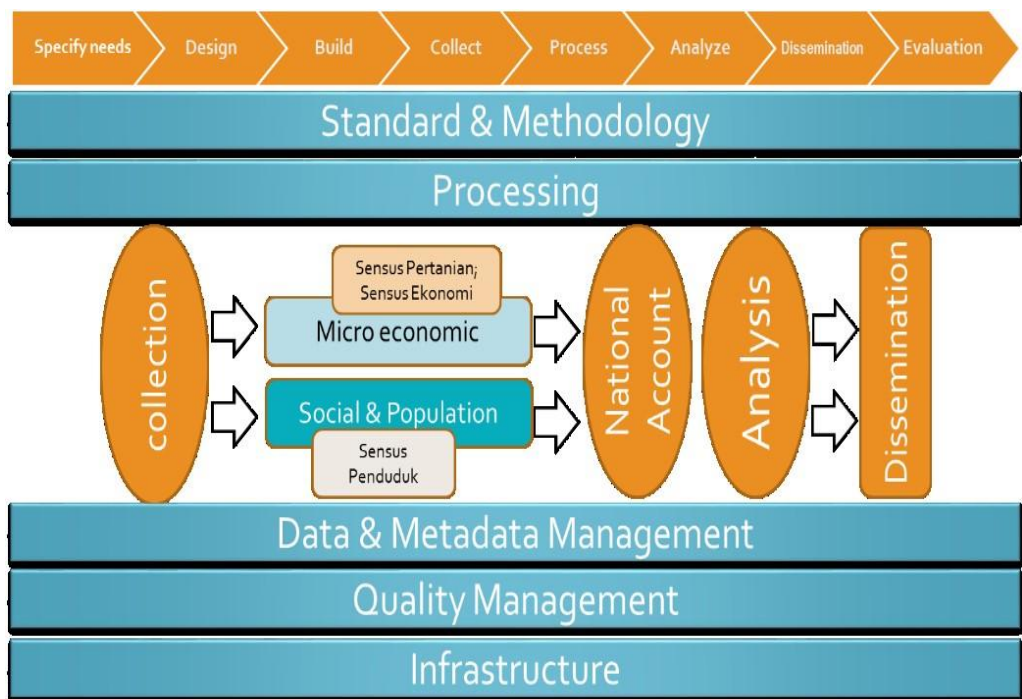 Specify needs
Design
Build
Collect
Process
Analyze
Dissemination
Evaluation
Standard & Methodology
Processing
collection
Sensus Pertanian;
Sensus Ekonomi
Micro economic
Social & Population
Sensus
Penduduk
National
Account
Analysis
Dissemination
Data & Metadata Management
Quality Management
Infrastructure